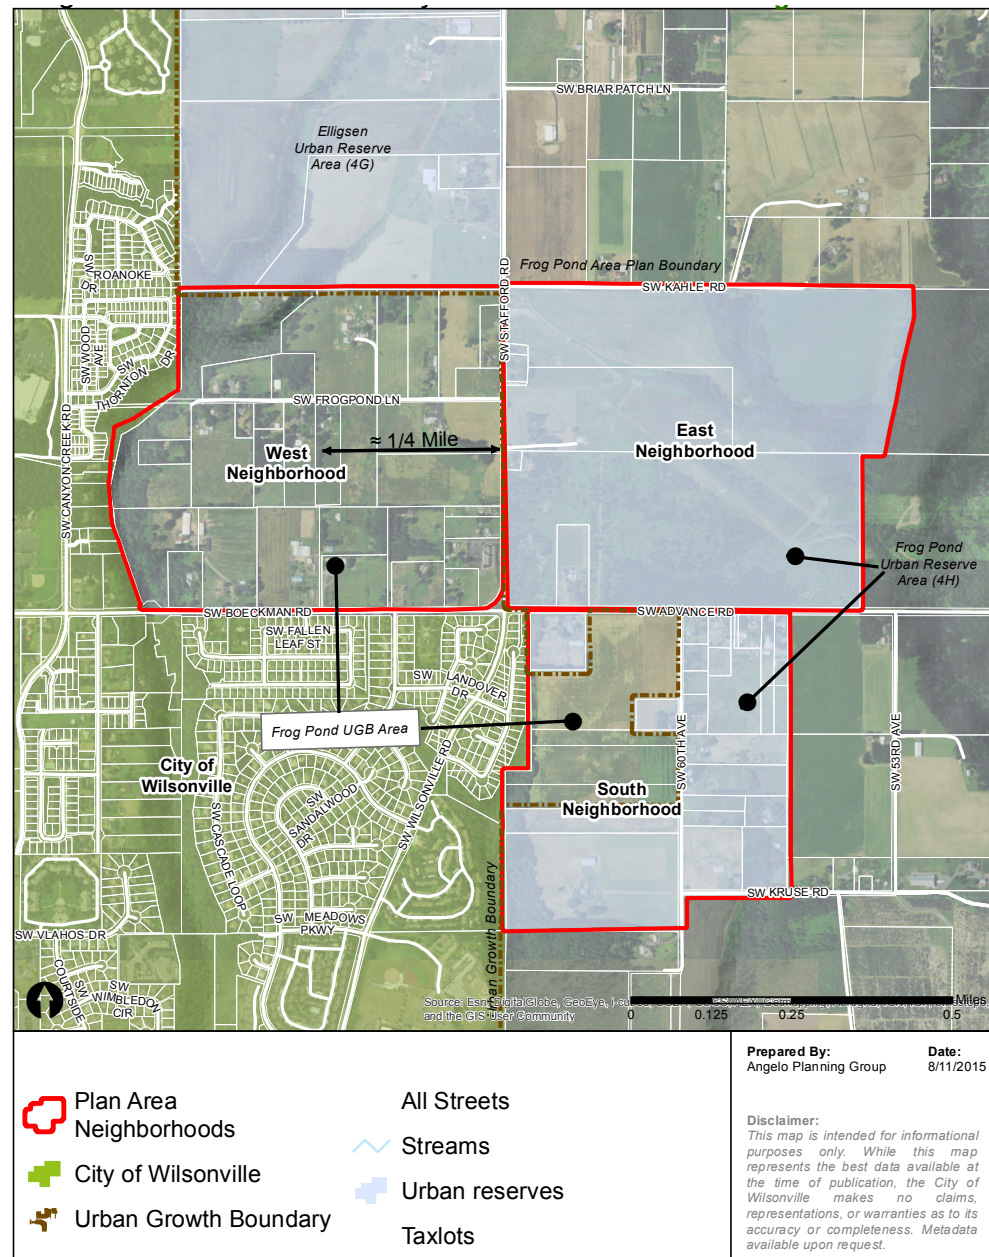 SW BRIAR PATCH LN
Elligsen
Urban Reserve
Area (4G)
SW
ROANOKE
DR
Frog Pond Area Plan Boundary
SW KAHLE RD
SW STAFFORD RD
SW WOOD
AVE
SW
THORNTON
DR
SW FROGPOND LN
SW CANYON CREEK RD
≈ 1/4 Mile
West
Neighborhood
East
Neighborhood
Frog Pond
Urban Reserve
Area (4H)
SW BOECKMAN RD
SW ADVANCE RD
SW FALLEN
LEAF ST
SW LANDOVER
DR
Frog Pond UGB Area
SW 60TH AVE
SW 53RD AVE
City of
Wilsonville
SW WILSONVILLE RD
SW
SANDALWOOD
DR
South
Neighborhood
SW CASCADE LOOP
SW KRUSE RD
SW MEADOWS
PKWY
SW VLAHOS DR
Urban Growth Boundary
COURTSIDE
SW
SW
WIMBLEDON
CIR
Source: Esri, DigitalGlobe, GeoEye,
and the GIS User Community
Miles
0 0.125 0.25 0.5
Plan Area
Neighborhoods
City of Wilsonville
Urban Growth Boundary
All Streets
Streams
Urban reserves
Taxlots
Prepared By:
Angelo Planning Group
Date:
8/11/2015
Disclaimer:
This map is intended for informational
purposes only. While this map
represents the best data available at
the time of publication, the City of
Wilsonville makes no claims,
representations, or warranties as to its
accuracy or completeness. Metadata
available upon request.